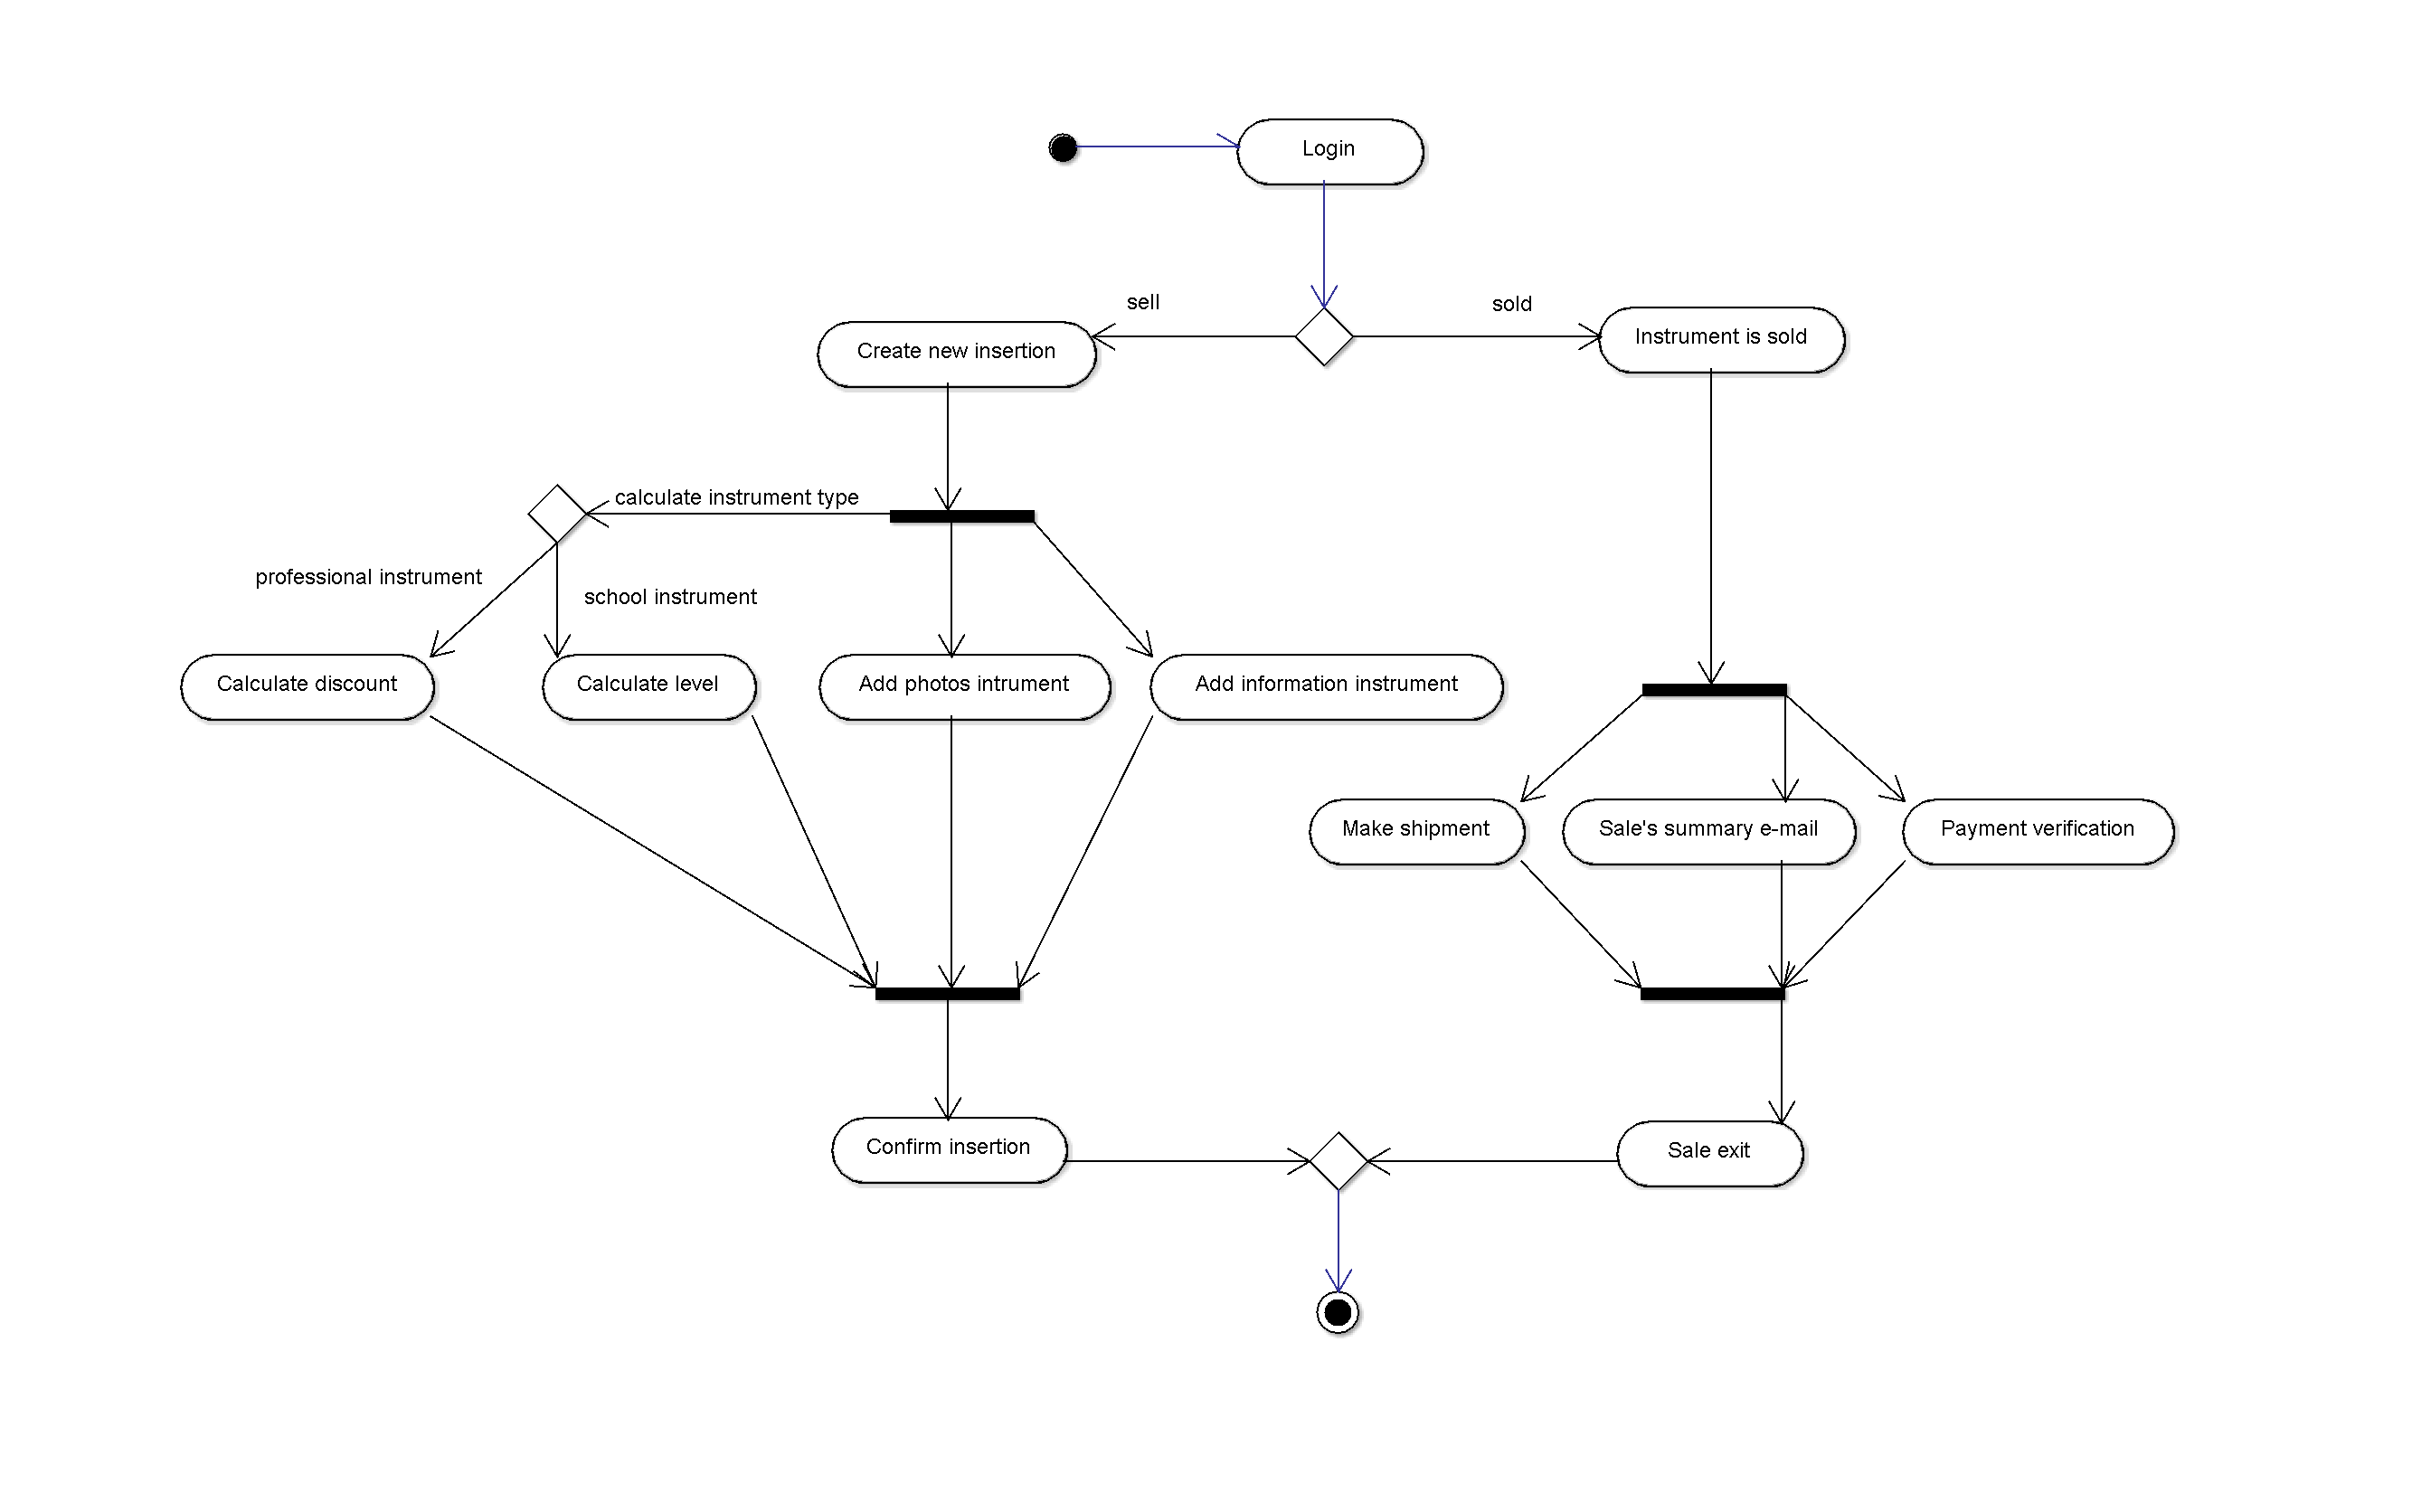 Login
sell
sold
Create new insertion
Instrument is sold
calculate instrument type
professional instrument
school instrument
Calculate discount
Calculate level
Add photos intrument
Add information instrument
Make shipment
Sale's summary e-mail
Payment verification
Confirm insertion
Sale exit